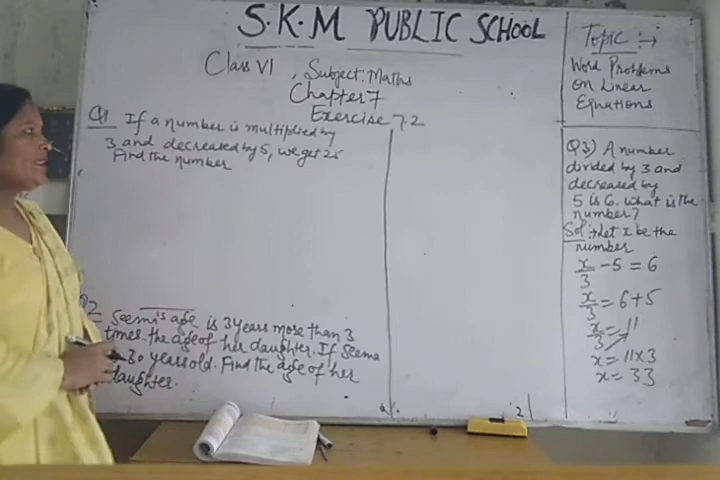 S.K.M PUBLIC SCHOOL
Class VI , Subject:Maths
Chapter 7
Exercise 7.2
Q1 If a number is multiplied by
3 and decreased by 5, we get 25
Find the number
2 Seema's age is 3 years more than 3
times the age of her daughter. If Seema
30 years old. Find the age of her
daughter.
2
Topic :→
Word Problems
on Linear
Equations
Q3) A number
divided by 3 and
decreased by
5 is 6. What is the
number?
Sol:→ Let x be the
number
x/3 - 5 = 6
x/3 = 6+5
x/3 = 11
x = 11×3
x = 33